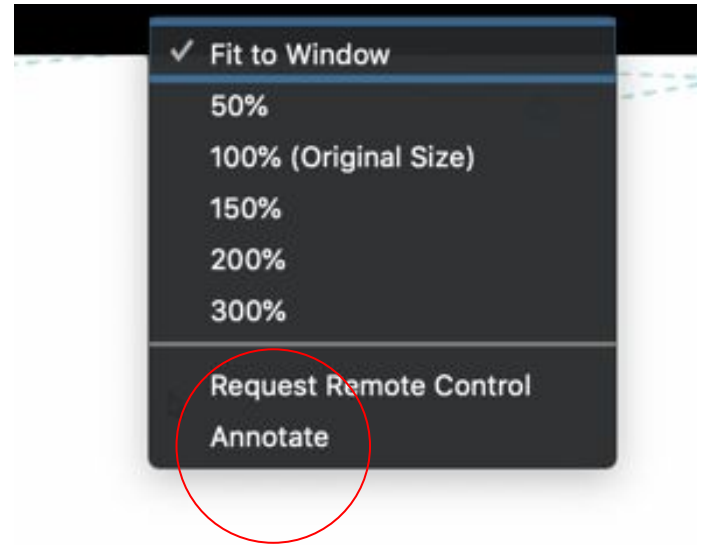 ✓ Fit to Window
50%
100% (Original Size)
150%
200%
300%
Request Remote Control
Annotate